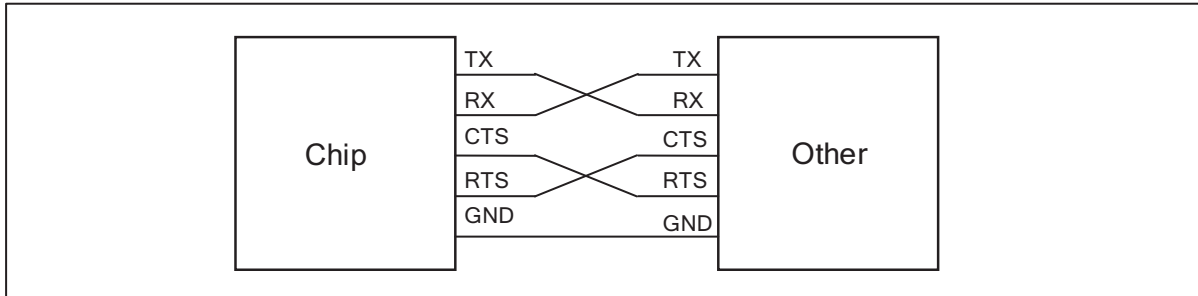 TX TX
RX RX
CTS CTS
Chip Other
RTS RTS
GND GND